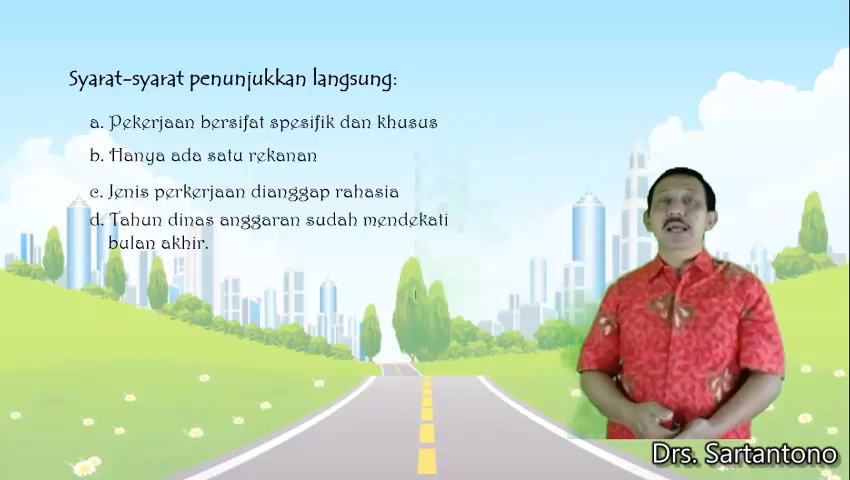 Syarat-syarat penunjukkan langsung:
a. Pekerjaan bersifat spesifik dan khusus
b. Hanya ada satu rekanan
c. Jenis perkerjaan dianggap rahasia
d. Tahun dinas anggaran sudah mendekati
bulan akhir.
Drs. Sartantono